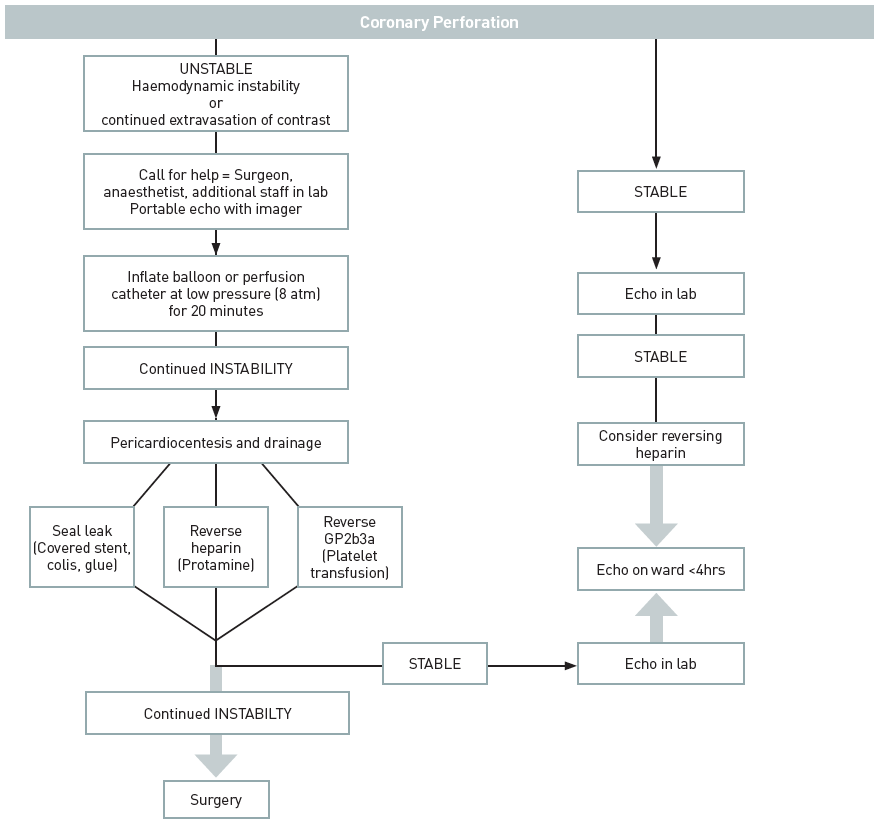 Coronary Perforation
UNSTABLE
Haemodynamic instability
or
continued extravasation of contrast
Call for help = Surgeon,
anaesthetist, additional staff in lab
Portable echo with imager
Inflate balloon or perfusion
catheter at low pressure (8 atm)
for 20 minutes
Continued INSTABILITY
Pericardiocentesis and drainage
Seal leak
(Covered stent,
colis, glue)
Reverse
heparin
(Protamine)
Reverse
GP2b3a
(Platelet
transfusion)
STABLE
Continued INSTABILTY
Surgery
STABLE
Echo in lab
STABLE
Consider reversing
heparin
Echo on ward <4hrs
Echo in lab